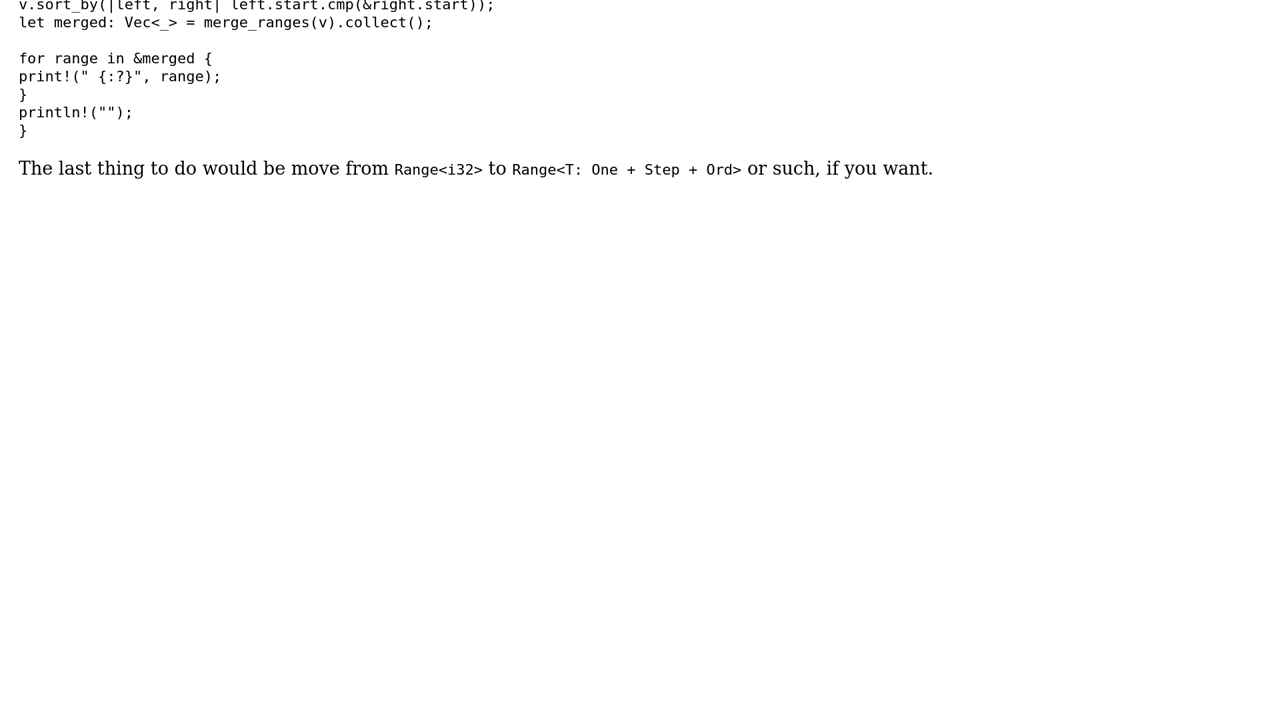 v.sort_by(|left, right| left.start.cmp(&right.start));
let merged: Vec<_> = merge_ranges(v).collect();
for range in &merged {
print!(" {:?}", range);
}
println!("");
}
The last thing to do would be move from Range<i32> to Range<T: One + Step + Ord> or such, if you want.